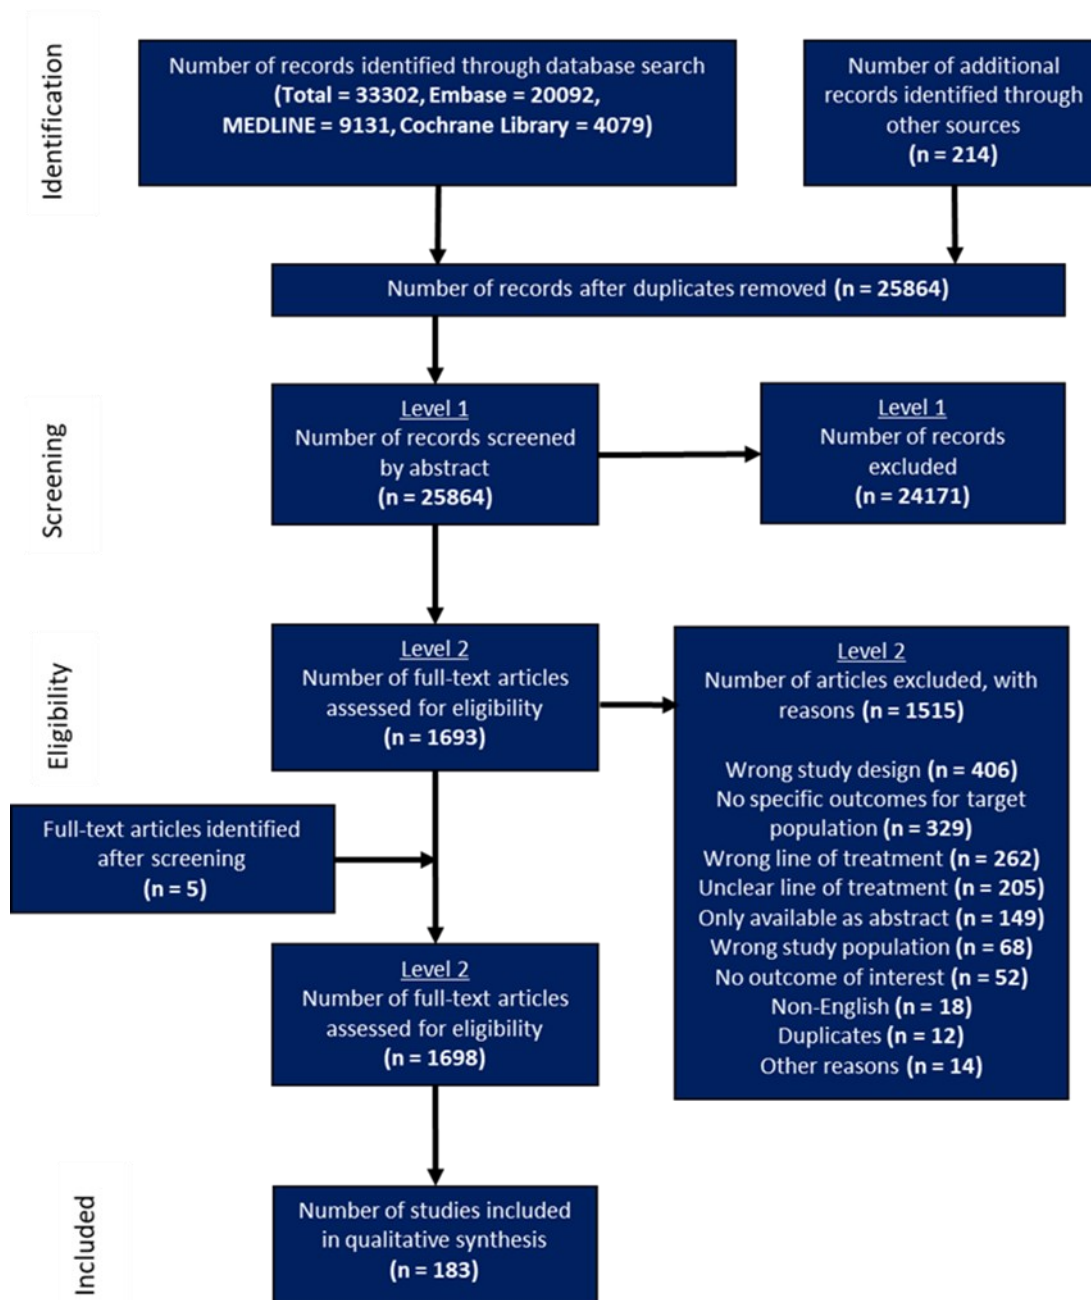 Identification
Number of records identified through database search
(Total = 33302, Embase = 20092,
MEDLINE = 9131, Cochrane Library = 4079)
Number of additional
records identified through
other sources
(n = 214)
Number of records after duplicates removed (n = 25864)
Screening
Level 1
Number of records screened
by abstract
(n = 25864)
Level 1
Number of records
excluded
(n = 24171)
Eligibility
Level 2
Number of full-text articles
assessed for eligibility
(n = 1693)
Level 2
Number of articles excluded, with
reasons (n = 1515)
Wrong study design (n = 406)
No specific outcomes for target
population (n = 329)
Wrong line of treatment (n = 262)
Unclear line of treatment (n = 205)
Only available as abstract (n = 149)
Wrong study population (n = 68)
No outcome of interest (n = 52)
Non-English (n = 18)
Duplicates (n = 12)
Other reasons (n = 14)
Full-text articles identified
after screening
(n = 5)
Level 2
Number of full-text articles
assessed for eligibility
(n = 1698)
Included
Number of studies included
in qualitative synthesis
(n = 183)